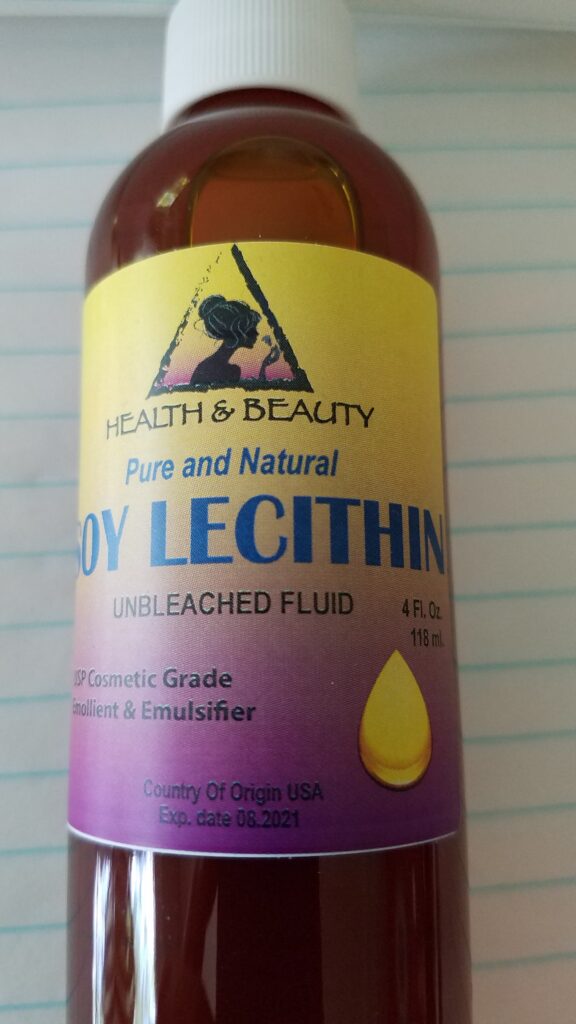 HEALTH & BEAUTY
Pure and Natural
SOY LECITHIN
UNBLEACHED FLUID
4 Fl. Oz.
118 ml.
USP Cosmetic Grade
Emollient & Emulsifier
Country Of Origin USA
Exp. date 08.2021